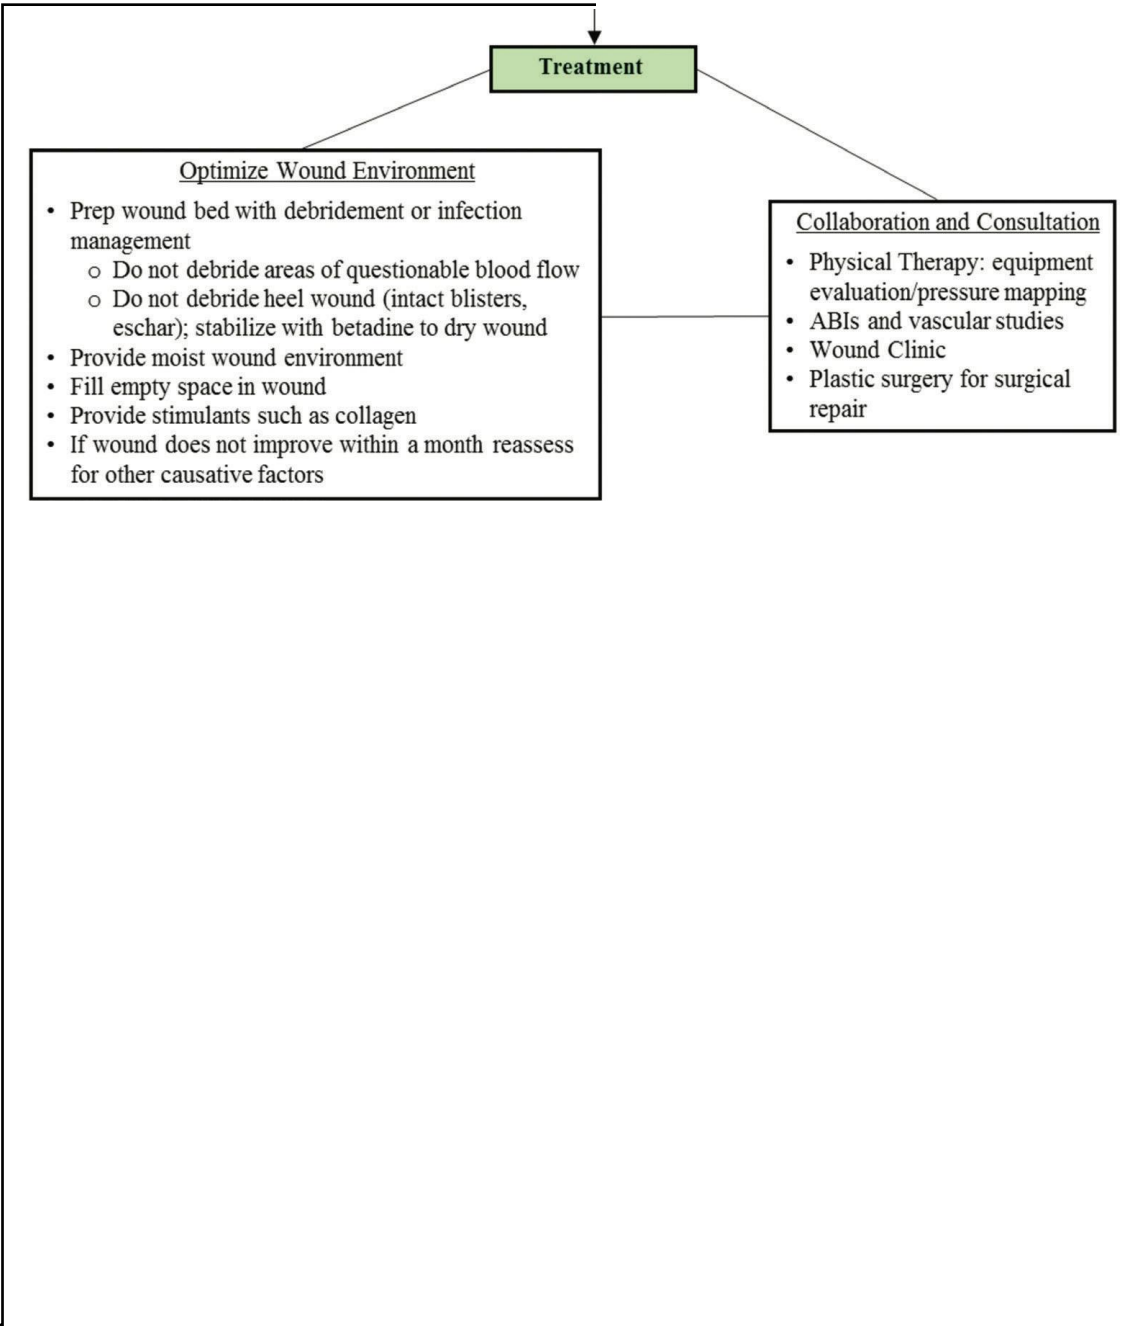 Treatment
Optimize Wound Environment
• Prep wound bed with debridement or infection
management
o Do not debride areas of questionable blood flow
o Do not debride heel wound (intact blisters,
eschar); stabilize with betadine to dry wound
• Provide moist wound environment
• Fill empty space in wound
• Provide stimulants such as collagen
• If wound does not improve within a month reassess
for other causative factors
Collaboration and Consultation
• Physical Therapy: equipment
evaluation/pressure mapping
• ABIs and vascular studies
• Wound Clinic
• Plastic surgery for surgical
repair